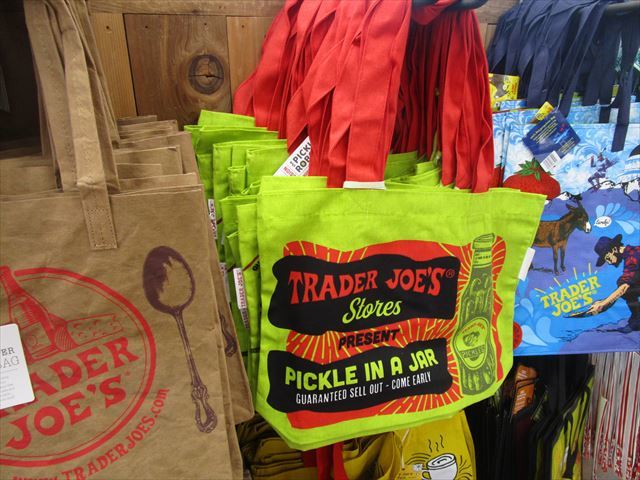 TRADER JOE'S®
Stores
PRESENT
PICKLE IN A JAR
GUARANTEED SELL OUT - COME EARLY
PICKLE
TRADER
JOE'S
WWW.TRADERJOES.COM
TRADER
JOE'S